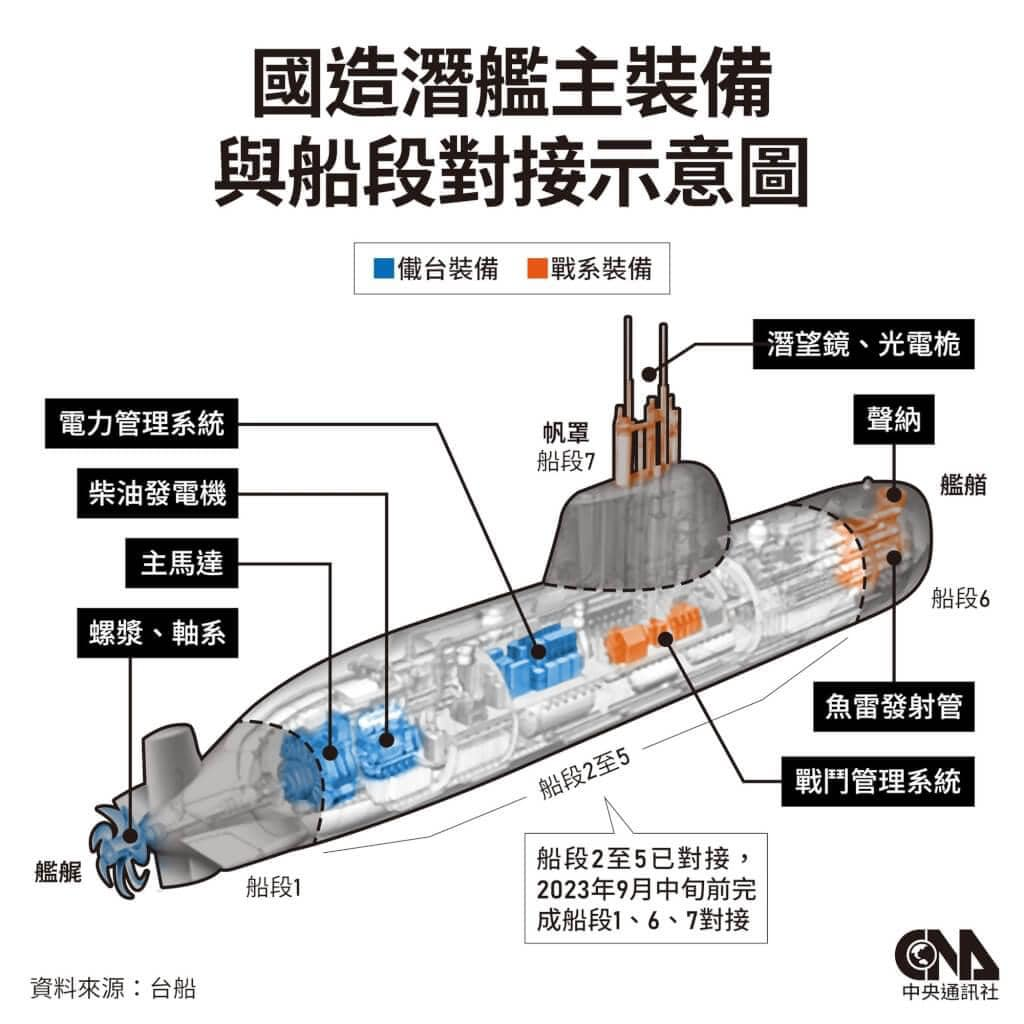 國造潛艦主裝備
與船段對接示意圖
儎台裝備
戰系裝備
潛望鏡、光電桅
電力管理系統
聲納
帆罩
船段7
柴油發電機
艦艏
主馬達
船段6
螺漿、軸系
魚雷發射管
戰鬥管理系統
船段2至5
艦艉
船段1
船段2至5已對接，
2023年9月中旬前完
成船段1、6、7對接
資料來源：台船
CNA
中央通訊社